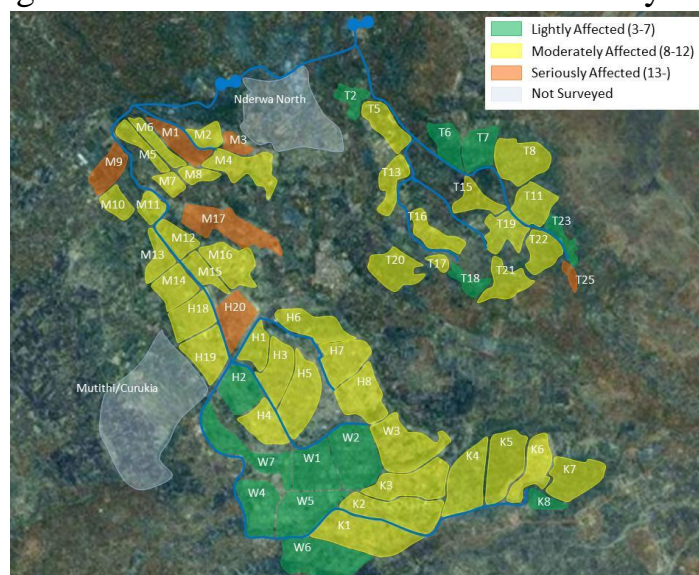 Lightly Affected (3-7)
Moderately Affected (8-12)
Seriously Affected (13-)
Not Surveyed
Nderwa North
T2
T5
M6
M1
M2
M3
T6
T7
T8
M5
M4
M9
M7
M8
T13
T15
T11
M10
M11
M17
T16
T19
T23
T22
M12
M13
M16
M15
M14
T20
T17
T18
T21
T25
H18
H20
H6
H1
H3
H7
H19
H5
H8
H2
Mutithi/Curukia
H4
W3
W2
W7
W1
K4
K5
K6
K7
K3
W4
W5
K2
K8
K1
W6